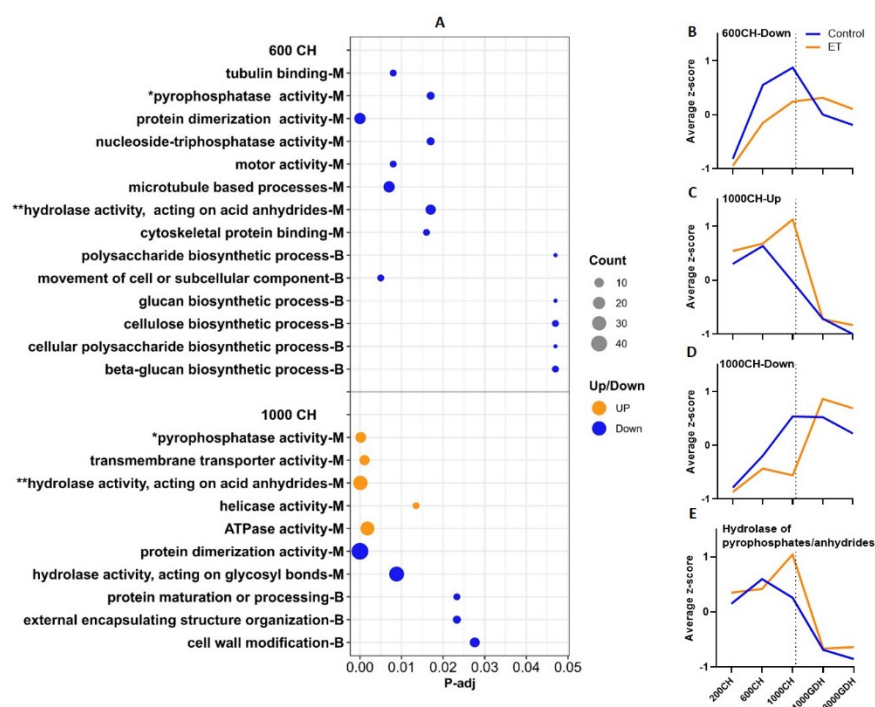 A
600 CH
tubulin binding-M
*pyrophosphatase activity-M
protein dimerization activity-M
nucleoside-triphosphatase activity-M
motor activity-M
microtubule based processes-M
**hydrolase activity, acting on acid anhydrides-M
cytoskeletal protein binding-M
polysaccharide biosynthetic process-B
movement of cell or subcellular component-B
glucan biosynthetic process-B
cellulose biosynthetic process-B
cellular polysaccharide biosynthetic process-B
beta-glucan biosynthetic process-B
1000 CH
*pyrophosphatase activity-M
transmembrane transporter activity-M
**hydrolase activity, acting on acid anhydrides-M
helicase activity-M
ATPase activity-M
protein dimerization activity-M
hydrolase activity, acting on glycosyl bonds-M
protein maturation or processing-B
external encapsulating structure organization-B
cell wall modification-B
0.00 0.01 0.02 0.03 0.04 0.05
P-adj
Count
10
20
30
40
Up/Down
UP
Down
B
600CH-Down
Control
ET
Average z-score
1
0
-1
C
1000CH-Up
Average z-score
1
0
-1
D
1000CH-Down
Average z-score
1
0
-1
E
Hydrolase of
pyrophosphates/anhydrides
Average z-score
1
0
-1
200CH 600CH 1000CH 1000GDH 3000GDH